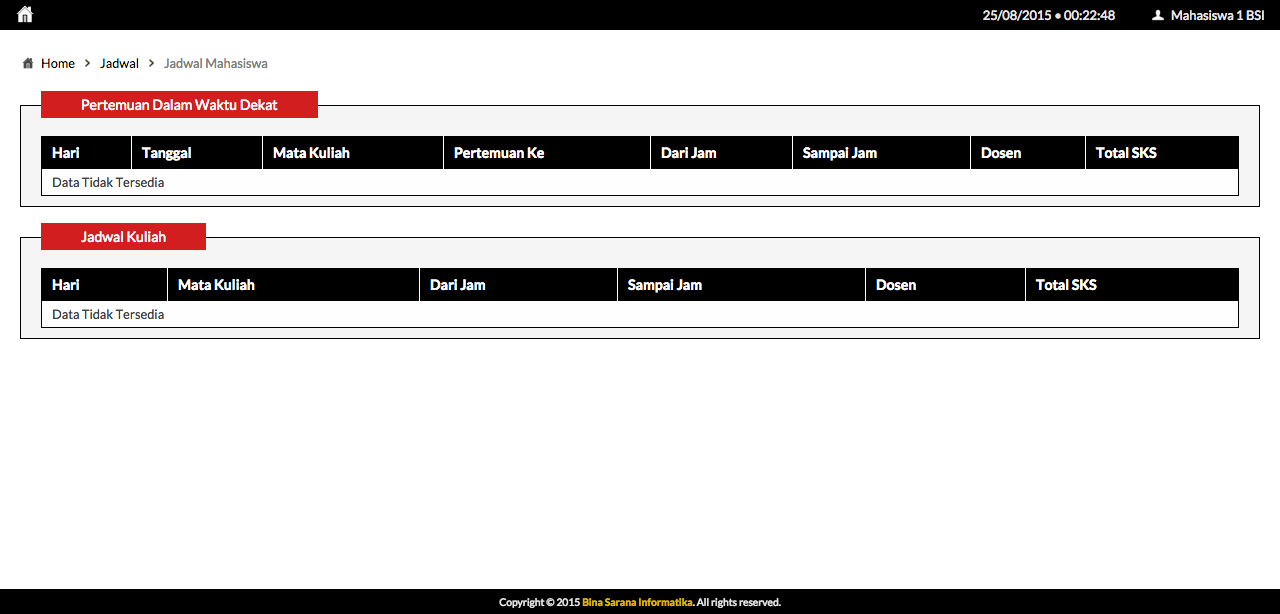 25/08/2015 • 00:22:48 Mahasiswa 1 BSI
Home > Jadwal > Jadwal Mahasiswa
Pertemuan Dalam Waktu Dekat
Hari Tanggal Mata Kuliah Pertemuan Ke Dari Jam Sampai Jam Dosen Total SKS
Data Tidak Tersedia
Jadwal Kuliah
Hari Mata Kuliah Dari Jam Sampai Jam Dosen Total SKS
Data Tidak Tersedia
Copyright © 2015 Bina Sarana Informatika. All rights reserved.